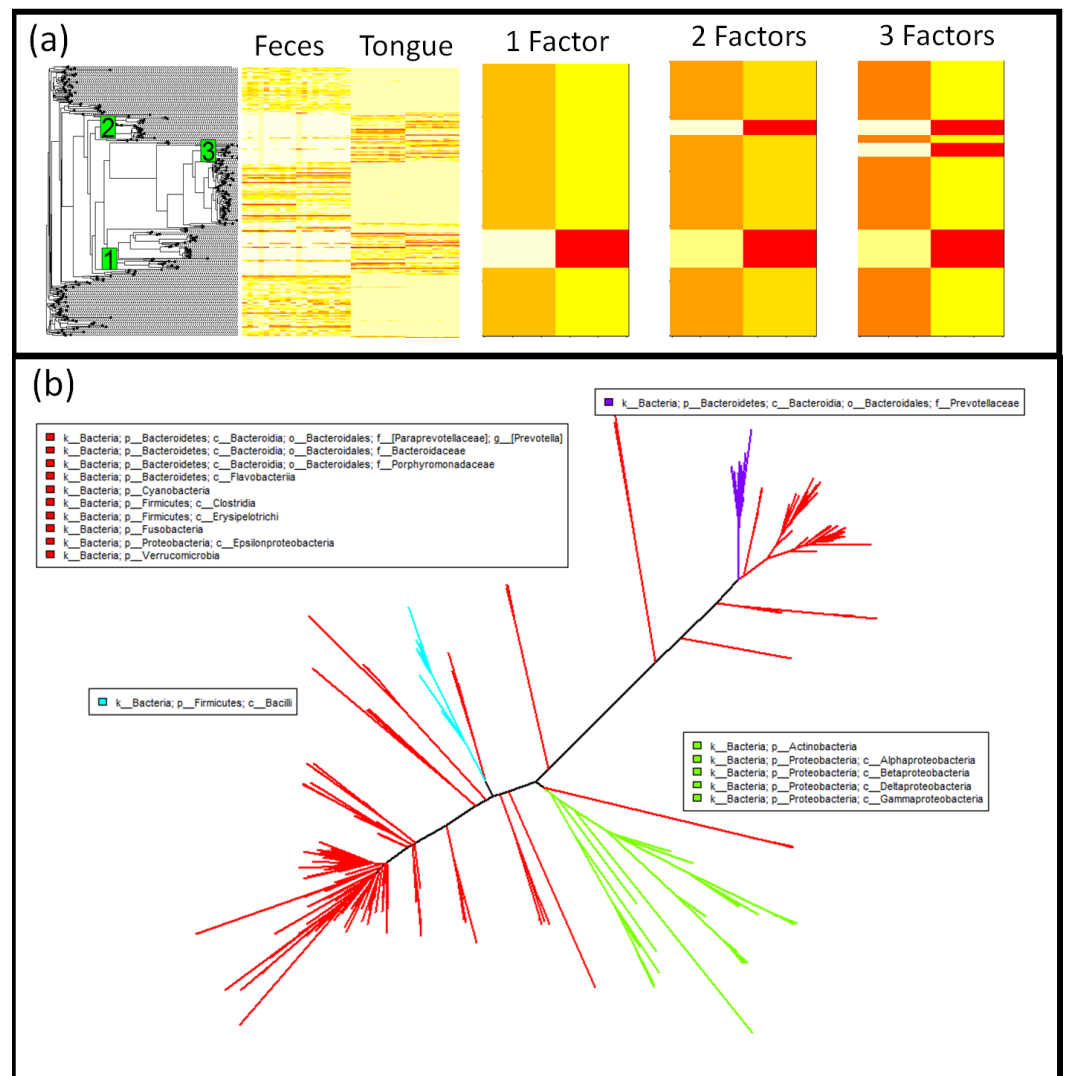 (a)
Feces
Tongue
1 Factor
2 Factors
3 Factors
2
3
1
(b)
k__Bacteria; p__Bacteroidetes; c__Bacteroidia; o__Bacteroidales; f__Prevotellaceae
k__Bacteria; p__Bacteroidetes; c__Bacteroidia; o__Bacteroidales; f__[Paraprevotellaceae]; g__[Prevotella]
k__Bacteria; p__Bacteroidetes; c__Bacteroidia; o__Bacteroidales; f__Bacteroidaceae
k__Bacteria; p__Bacteroidetes; c__Bacteroidia; o__Bacteroidales; f__Porphyromonadaceae
k__Bacteria; p__Bacteroidetes; c__Flavobacteriia
k__Bacteria; p__Cyanobacteria
k__Bacteria; p__Firmicutes; c__Clostridia
k__Bacteria; p__Firmicutes; c__Erysipelotrichi
k__Bacteria; p__Fusobacteria
k__Bacteria; p__Proteobacteria; c__Epsilonproteobacteria
k__Bacteria; p__Verrucomicrobia
k__Bacteria; p__Firmicutes; c__Bacilli
k__Bacteria; p__Actinobacteria
k__Bacteria; p__Proteobacteria; c__Alphaproteobacteria
k__Bacteria; p__Proteobacteria; c__Betaproteobacteria
k__Bacteria; p__Proteobacteria; c__Deltaproteobacteria
k__Bacteria; p__Proteobacteria; c__Gammaproteobacteria